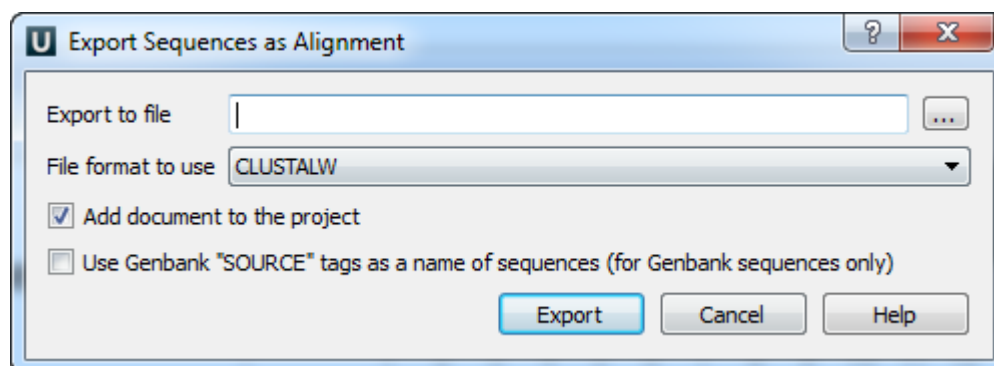 U Export Sequences as Alignment ? X
Export to file ...
File format to use CLUSTALW
Add document to the project
Use Genbank "SOURCE" tags as a name of sequences (for Genbank sequences only)
Export Cancel Help